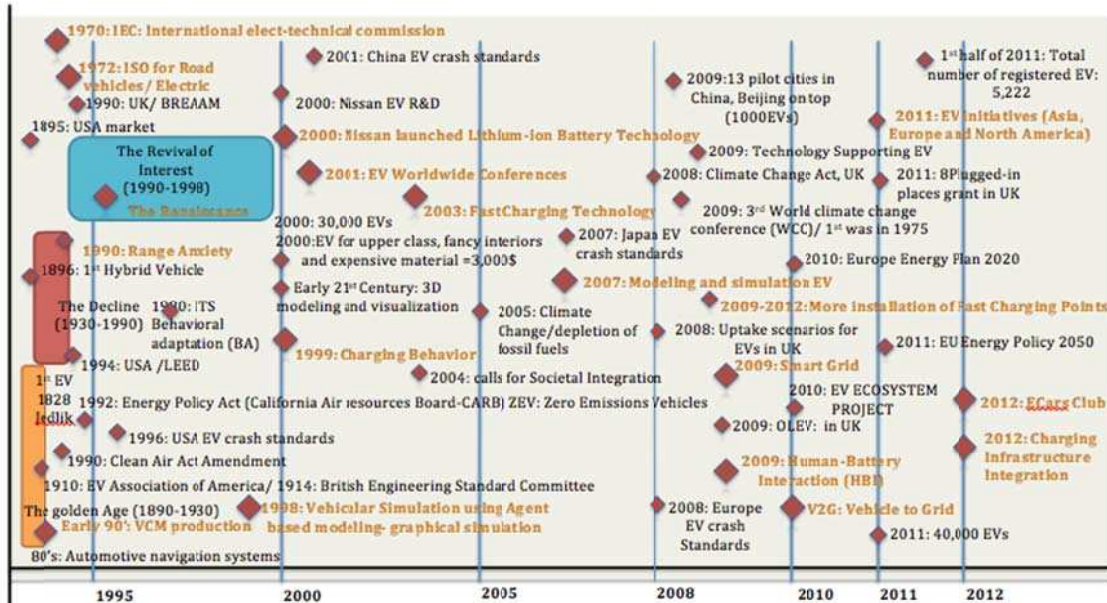 1970: IEC: International elect-technical commission
1972: ISO for Road
vehicles / Electric
1990: UK/ BREAAM
1895: USA market
The Revival of
Interest
(1990-1998)
The Renaissance
1990: Range Anxiety
1896: 1st Hybrid Vehicle
The Decline
(1930-1990)
1980: ITS
Behavioral
adaptation (BA)
1994: USA /LEED
1st EV
1828
Jedlik
1992: Energy Policy Act (California Air resources Board-CARB) ZEV: Zero Emissions Vehicles
1996: USA EV crash standards
1990: Clean Air Act Amendment
1910: EV Association of America/ 1914: British Engineering Standard Committee
The golden Age (1890-1930)
Early 90': VCM production
1998: Vehicular Simulation using Agent
based modeling- graphical simulation
80's: Automotive navigation systems
2001: China EV crash standards
2000: Nissan EV R&D
2000: Nissan launched Lithium-ion Battery Technology
2001: EV Worldwide Conferences
2003: Fast Charging Technology
2000: 30,000 EVs
2000:EV for upper class, fancy interiors
and expensive material =3,000$
Early 21st Century: 3D
modeling and visualization
1999: Charging Behavior
2004: calls for Societal Integration
2007: Japan EV
crash standards
2007: Modeling and simulation EV
2005: Climate
Change/depletion of
fossil fuels
2009:13 pilot cities in
China, Beijing on top
(1000EVs)
2009: Technology Supporting EV
2008: Climate Change Act, UK
2009: 3rd World climate change
conference (WCC)/ 1st was in 1975
2010: Europe Energy Plan 2020
2009-2012: More installation of Fast Charging Points
2008: Uptake scenarios for
EVs in UK
2009: Smart Grid
2010: EV ECOSYSTEM
PROJECT
2009: OLEV: in UK
2009: Human-Battery
Interaction (HBI)
2008: Europe
EV crash
Standards
V2G: Vehicle to Grid
1st half of 2011: Total
number of registered EV:
5,222
2011: EV Initiatives (Asia,
Europe and North America)
2011: 8Plugged-in
places grant in UK
2011: EU Energy Policy 2050
2012: ECars Club
2012: Charging
Infrastructure
Integration
2011: 40,000 EVs
1995 2000 2005 2008 2010 2011 2012